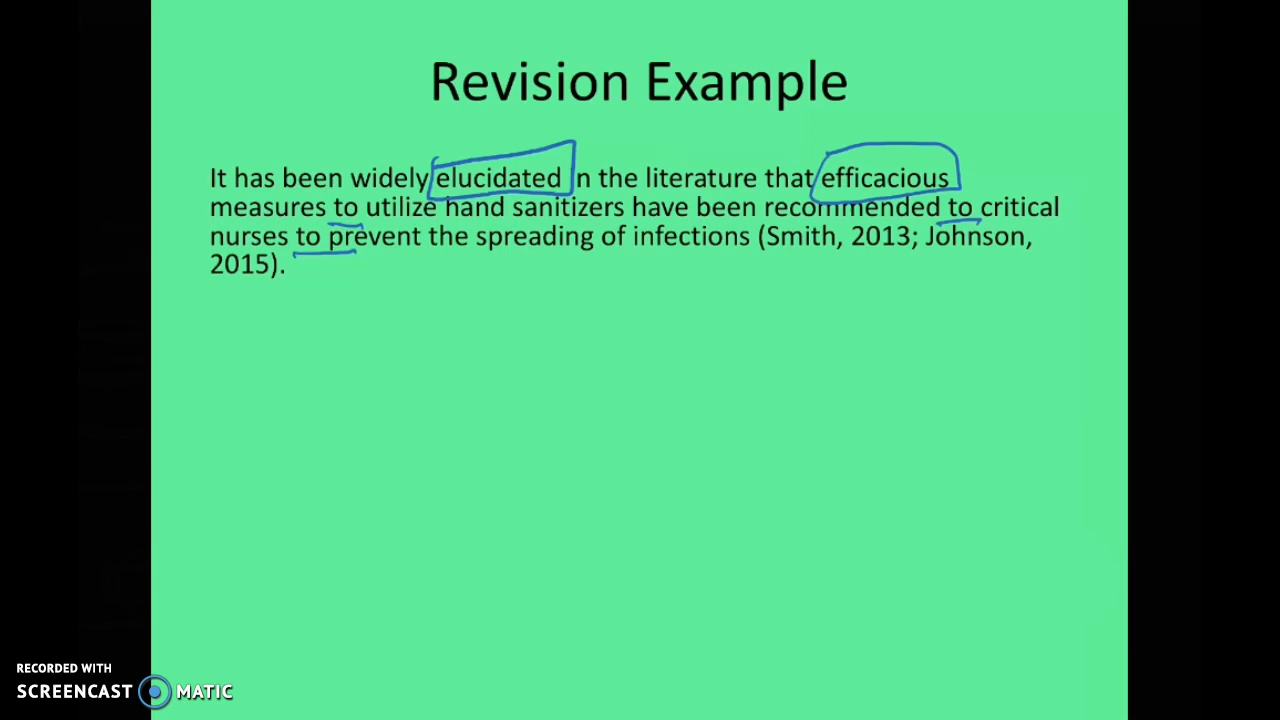 Revision Example
It has been widely elucidated in the literature that efficacious
measures to utilize hand sanitizers have been recommended to critical
nurses to prevent the spreading of infections (Smith, 2013; Johnson,
2015).
RECORDED WITH
SCREENCAST MATIC